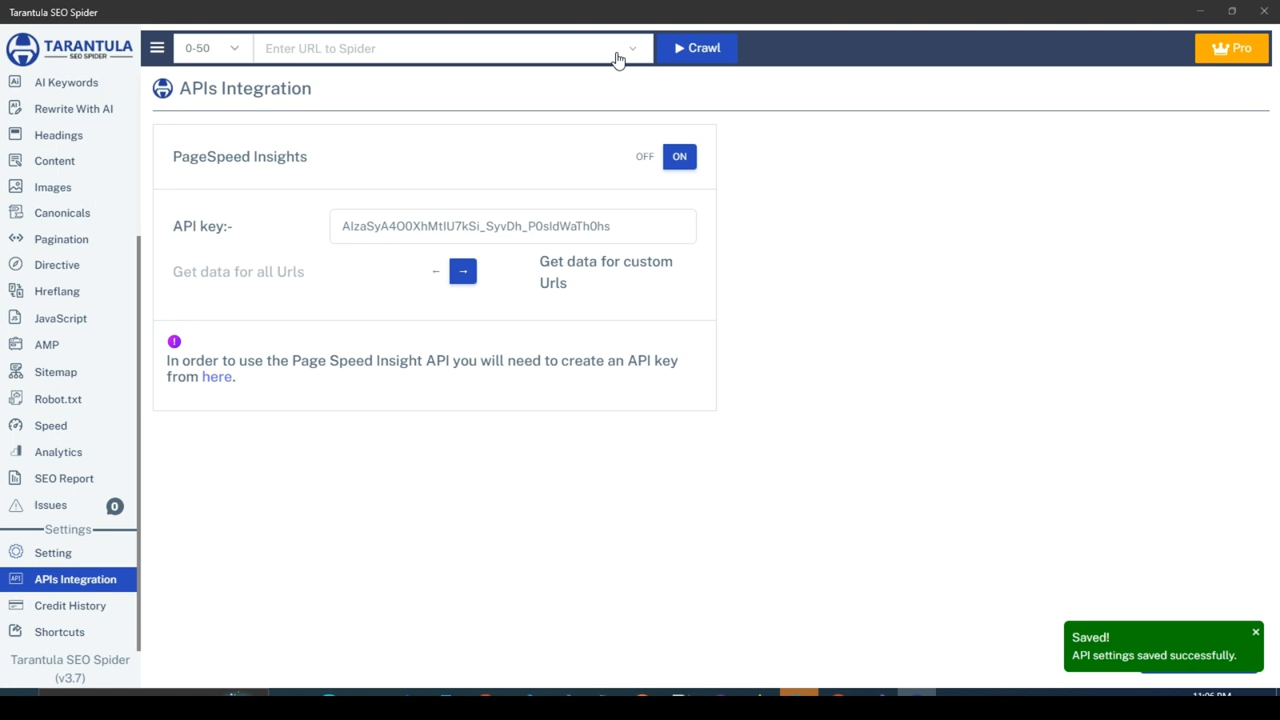 Tarantula SEO Spider
TARANTULA
SEO SPIDER
0-50
Enter URL to Spider
Crawl
Pro
AI Keywords
Rewrite With AI
Headings
Content
Images
Canonicals
Pagination
Directive
Hreflang
JavaScript
AMP
Sitemap
Robot.txt
Speed
Analytics
SEO Report
Issues 0
Settings
Setting
API APIs Integration
Credit History
Shortcuts
Tarantula SEO Spider
(v3.7)
APIs Integration
PageSpeed Insights
OFF ON
API key:-
AIzaSyA4O0XhMtIU7kSi_SyvDh_P0sIdWaTh0hs
Get data for all Urls
← →
Get data for custom
Urls
In order to use the Page Speed Insight API you will need to create an API key
from here.
Saved!
API settings saved successfully.